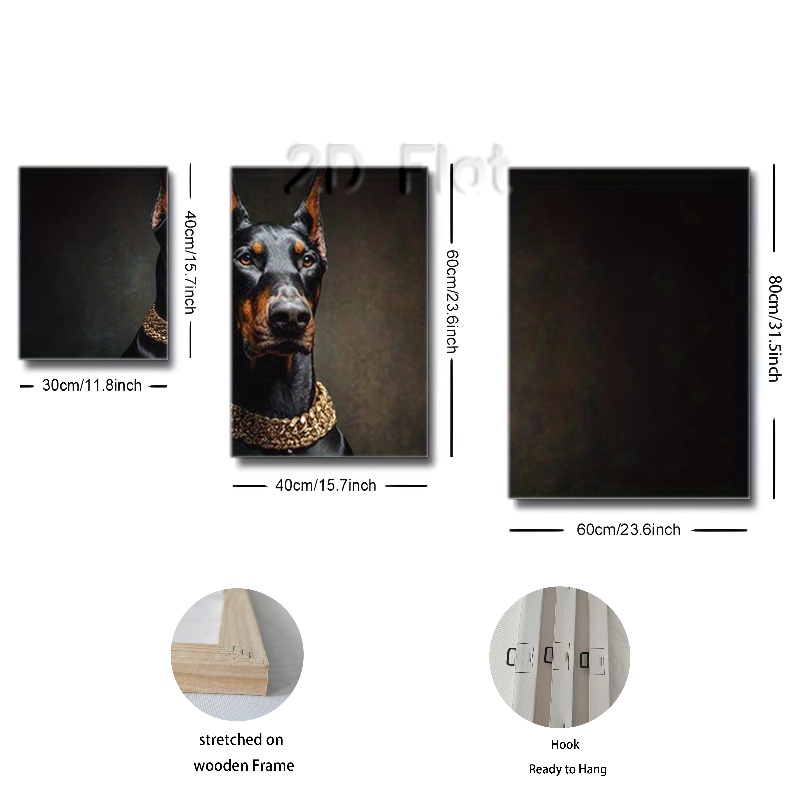 2D Flat
40cm/15.7inch
30cm/11.8inch
60cm/23.6inch
40cm/15.7inch
80cm/31.5inch
60cm/23.6inch
stretched on
wooden Frame
Hook
Ready to Hang